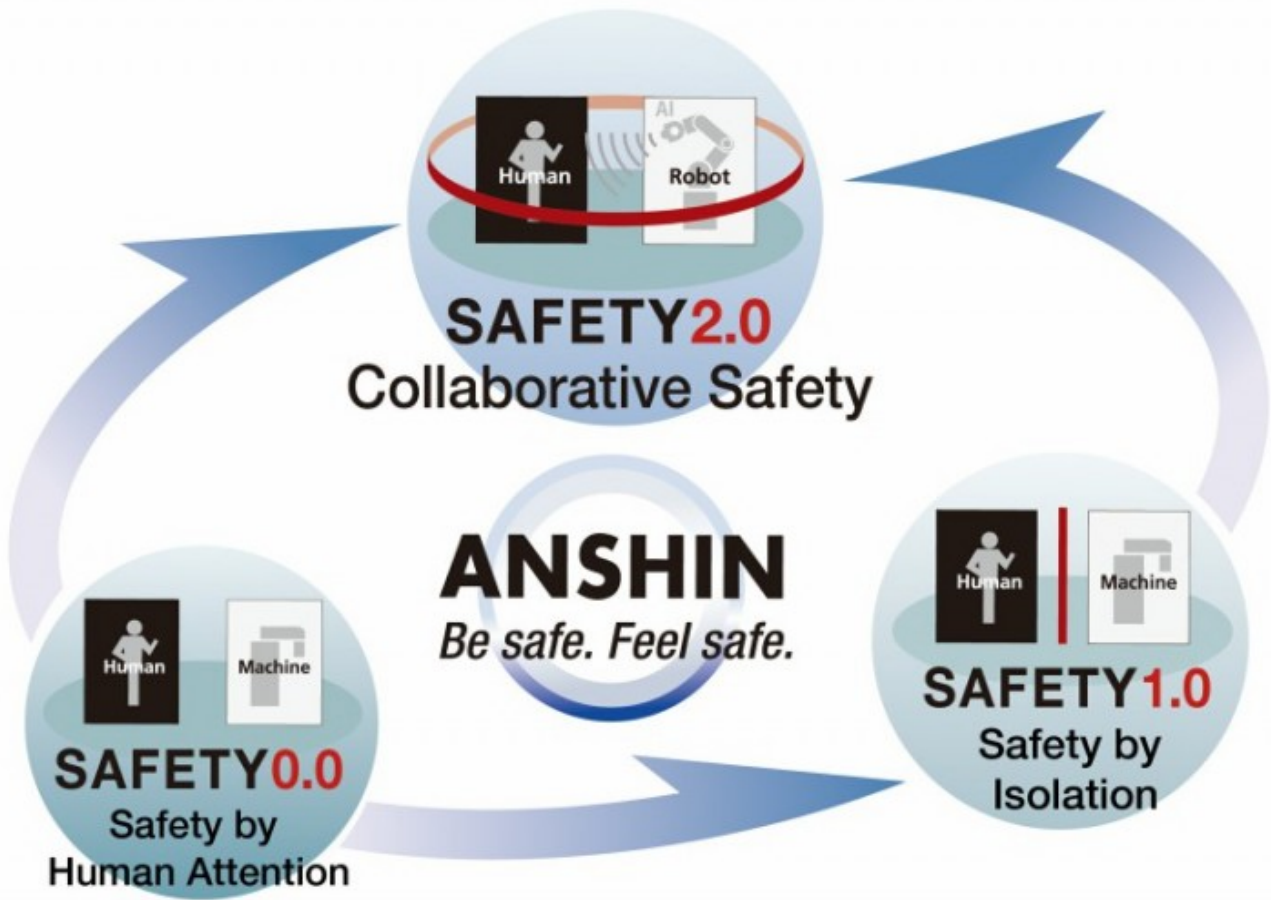 AI
Human
Robot
SAFETY2.0
Collaborative Safety
ANSHIN
Be safe. Feel safe.
Human
Machine
SAFETY0.0
Safety by
Human Attention
Human
Machine
SAFETY1.0
Safety by
Isolation